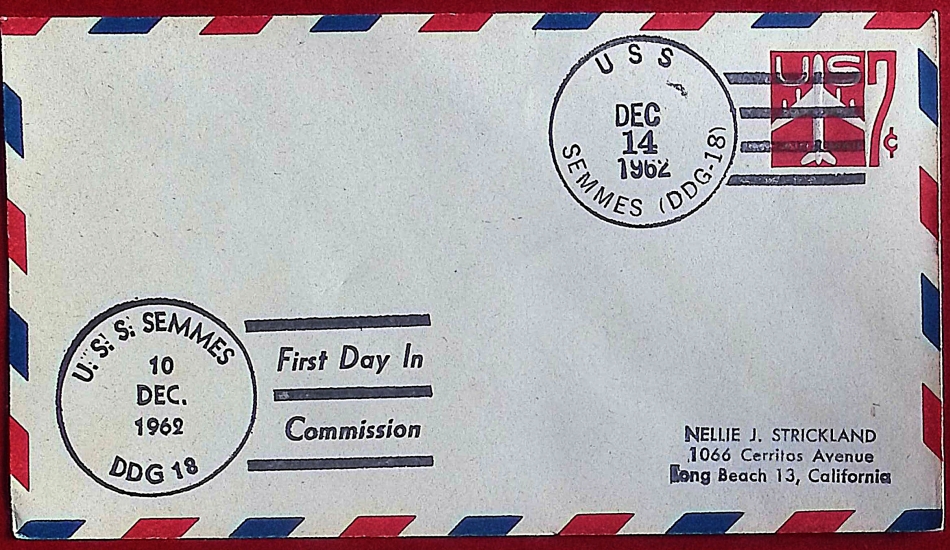 USS
DEC
14
1962
SEMMES (DDG-18)
US 7¢
U.S.S. SEMMES
10
DEC.
1962
DDG 18
First Day In
Commission
NELLIE J. STRICKLAND
1066 Cerritos Avenue
Long Beach 13, California